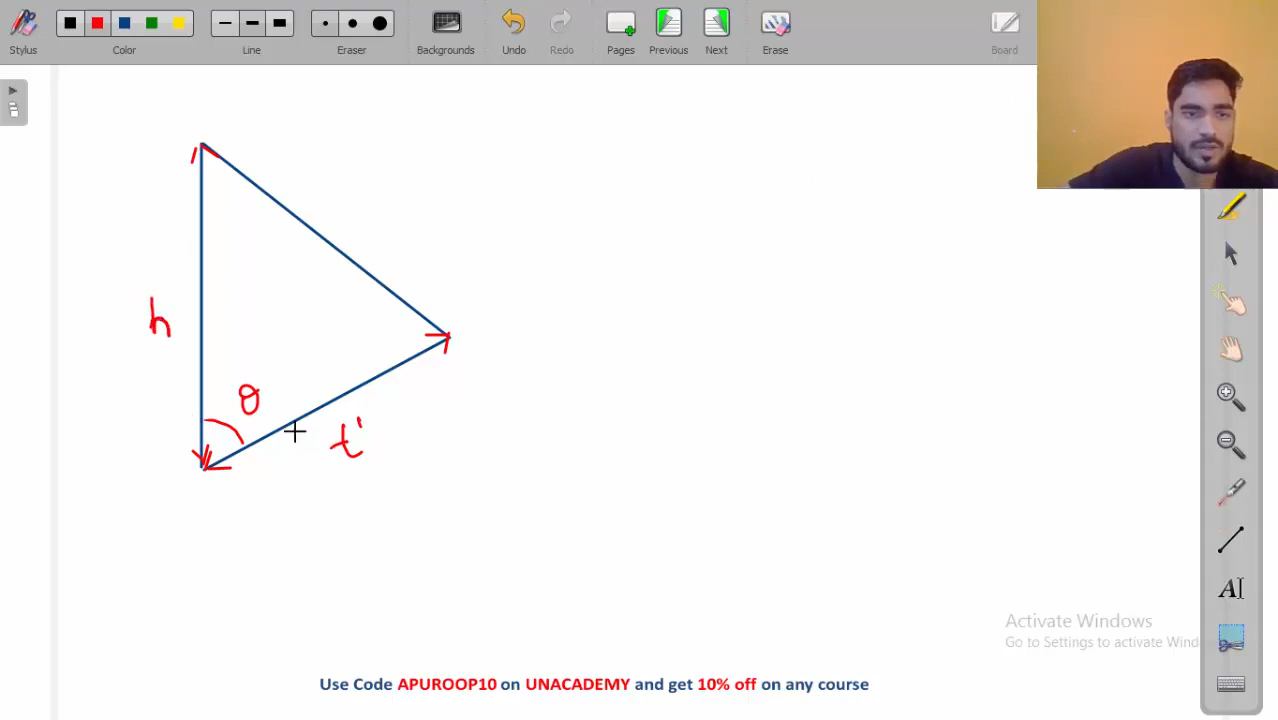 Stylus
Color
Line
Eraser
Backgrounds
Undo
Redo
Pages
Previous
Next
Erase
Board
h
θ
t'
A
Activate Windows
Go to Settings to activate
Use Code APUROOP10 on UNACADEMY and get 10% off on any course